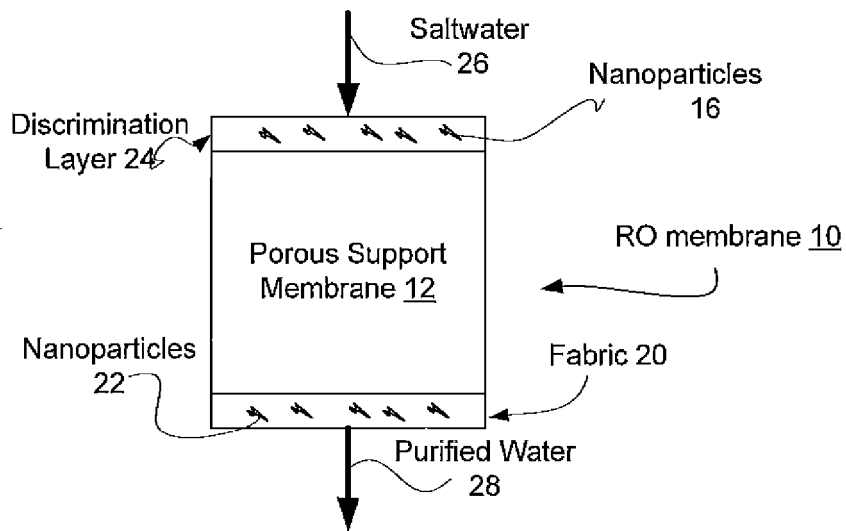 Saltwater
26
Nanoparticles
16
Discrimination
Layer 24
Porous Support
Membrane 12
RO membrane 10
Nanoparticles
22
Fabric 20
Purified Water
28